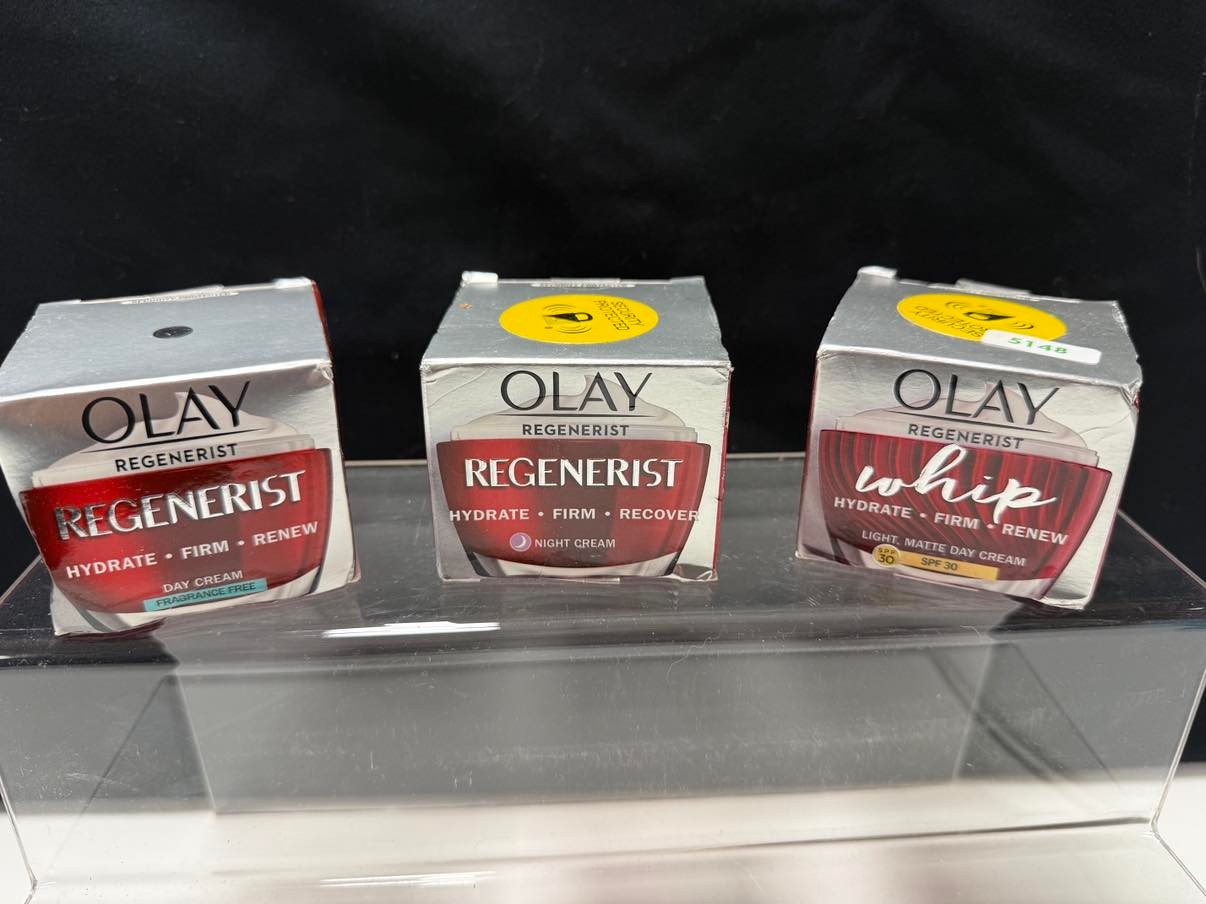 OLAY
REGENERIST
REGENERIST
HYDRATE • FIRM • RENEW
DAY CREAM
FRAGRANCE FREE
SECURITY
PROTECTED
OLAY
REGENERIST
REGENERIST
HYDRATE • FIRM • RECOVER
NIGHT CREAM
5148
OLAY
REGENERIST
whip
HYDRATE • FIRM • RENEW
LIGHT, MATTE DAY CREAM
SPF
30
SPF 30